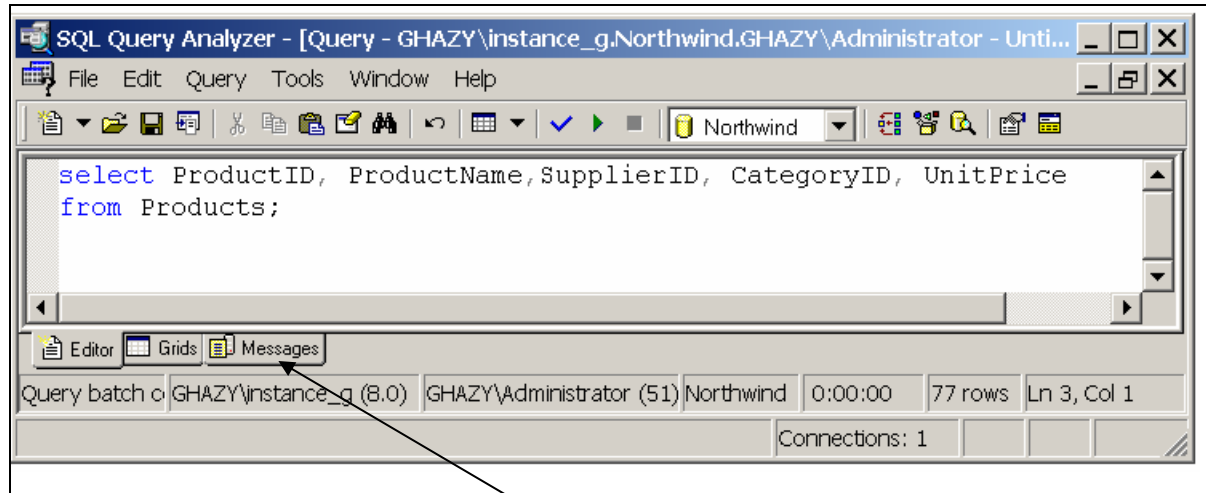 SQL Query Analyzer - [Query - GHAZY\instance_g.Northwind.GHAZY\Administrator - Unti...
File Edit Query Tools Window Help
Northwind
select ProductID, ProductName,SupplierID, CategoryID, UnitPrice
from Products;
Editor Grids Messages
Query batch c GHAZY\instance_g (8.0) GHAZY\Administrator (51) Northwind 0:00:00 77 rows Ln 3, Col 1
Connections: 1